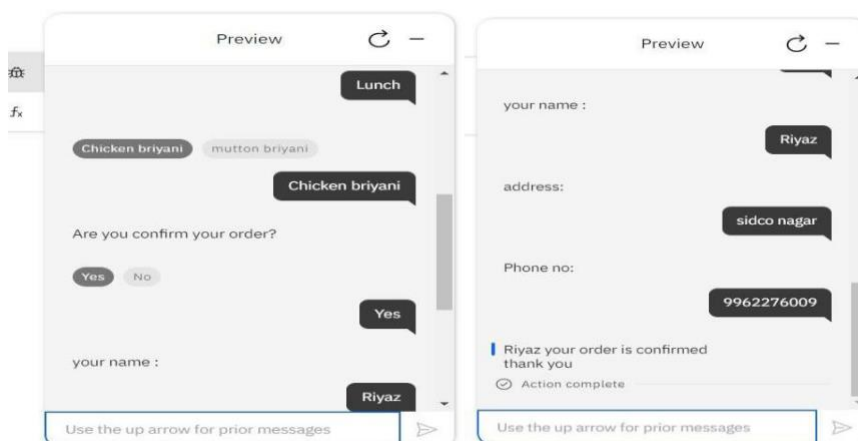 Preview
Lunch
Chicken briyani mutton briyani
Chicken briyani
Are you confirm your order?
Yes No
Yes
your name :
Riyaz
Use the up arrow for prior messages
fx
Preview
your name :
Riyaz
address:
sidco nagar
Phone no:
9962276009
Riyaz your order is confirmed
thank you
Action complete
Use the up arrow for prior messages